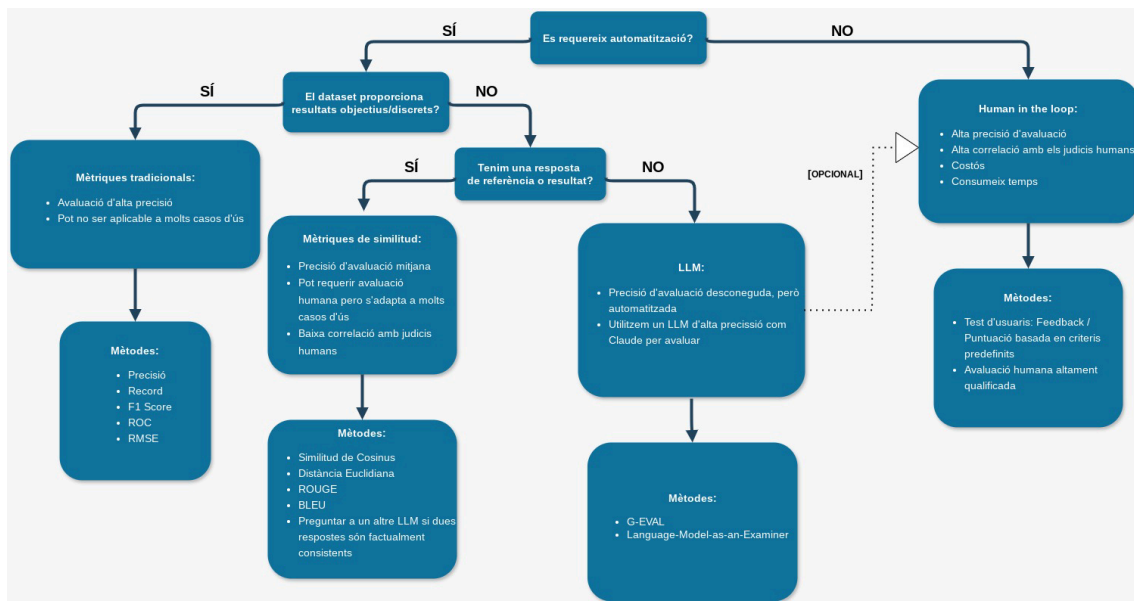 Es requereix automatització?
SÍ
NO
El dataset proporciona
resultats objectius/discrets?
SÍ
NO
Human in the loop:
Alta precisió d'avaluació
Alta correlació amb els judicis humans
Costós
Consumeix temps
Mètriques tradicionals:
Avaluació d'alta precisió
Pot no ser aplicable a molts casos d'ús
Tenim una resposta
de referència o resultat?
SÍ
NO
[OPCIONAL]
Mètriques de similitud:
Precisió d'avaluació mitjana
Pot requerir avaluació
humana pero s'adapta a molts
casos d'ús
Baixa correlació amb judicis
humans
LLM:
Precisió d'avaluació desconeguda, però
automatitzada
Utilitzem un LLM d'alta precissió com
Claude per avaluar
Mètodes:
Test d'usuaris: Feedback /
Puntuació basada en criteris
predefinits
Avaluació humana altament
qualificada
Mètodes:
Precisió
Record
F1 Score
ROC
RMSE
Mètodes:
Similitud de Cosinus
Distància Euclidiana
ROUGE
BLEU
Preguntar a un altre LLM si dues
respostes són factualment
consistents
Mètodes:
G-EVAL
Language-Model-as-an-Examiner